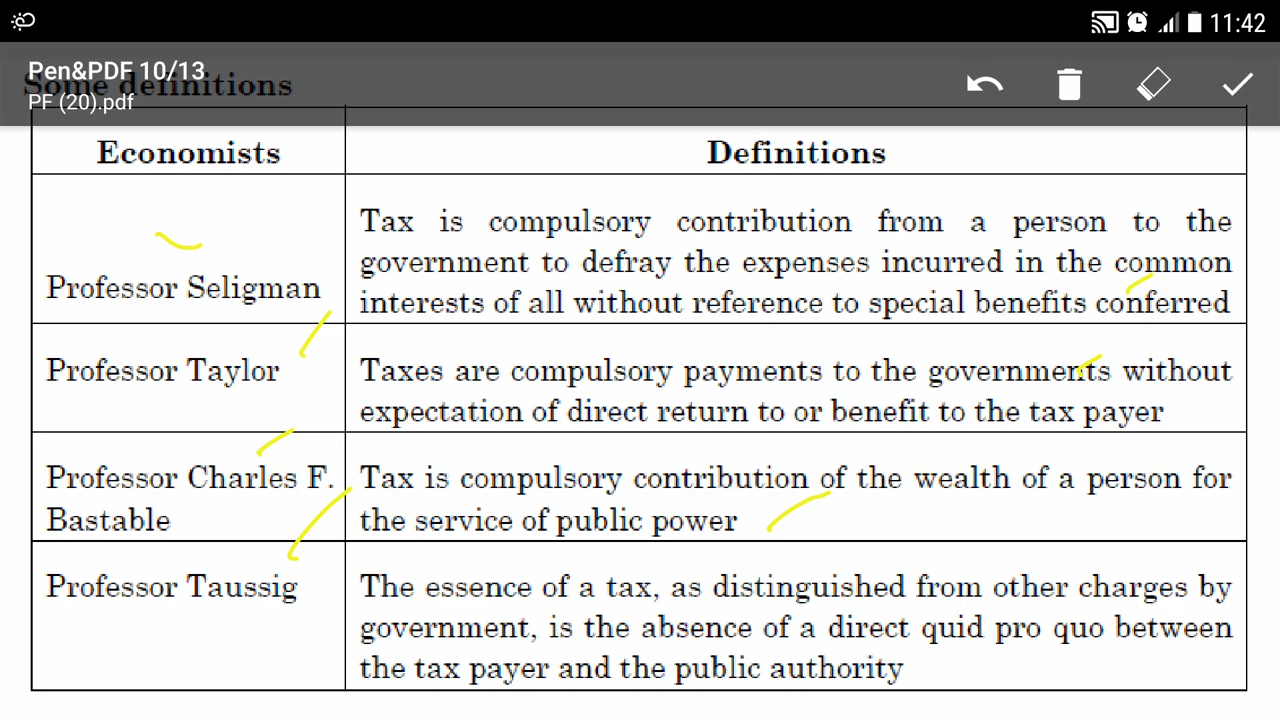 11:42
Pen&PDF 10/13
Some definitions
PF (20).pdf
Economists
Definitions
Professor Seligman
Tax is compulsory contribution from a person to the
government to defray the expenses incurred in the common
interests of all without reference to special benefits conferred
Professor Taylor
Taxes are compulsory payments to the governments without
expectation of direct return to or benefit to the tax payer
Professor Charles F.
Bastable
Tax is compulsory contribution of the wealth of a person for
the service of public power
Professor Taussig
The essence of a tax, as distinguished from other charges by
government, is the absence of a direct quid pro quo between
the tax payer and the public authority